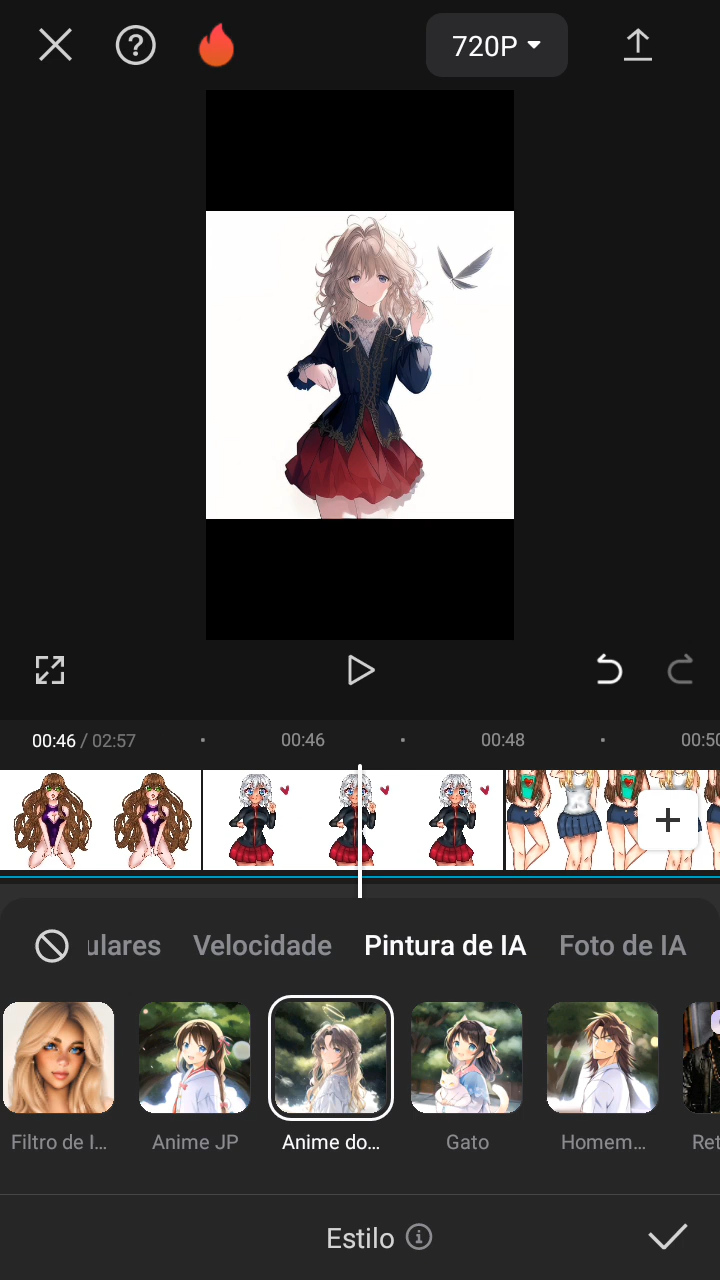 720P
00:46 / 02:57
00:46
00:48
00:50
ulares
Velocidade
Pintura de IA
Foto de IA
Filtro de I...
Anime JP
Anime do...
Gato
Homem...
Ret
Estilo